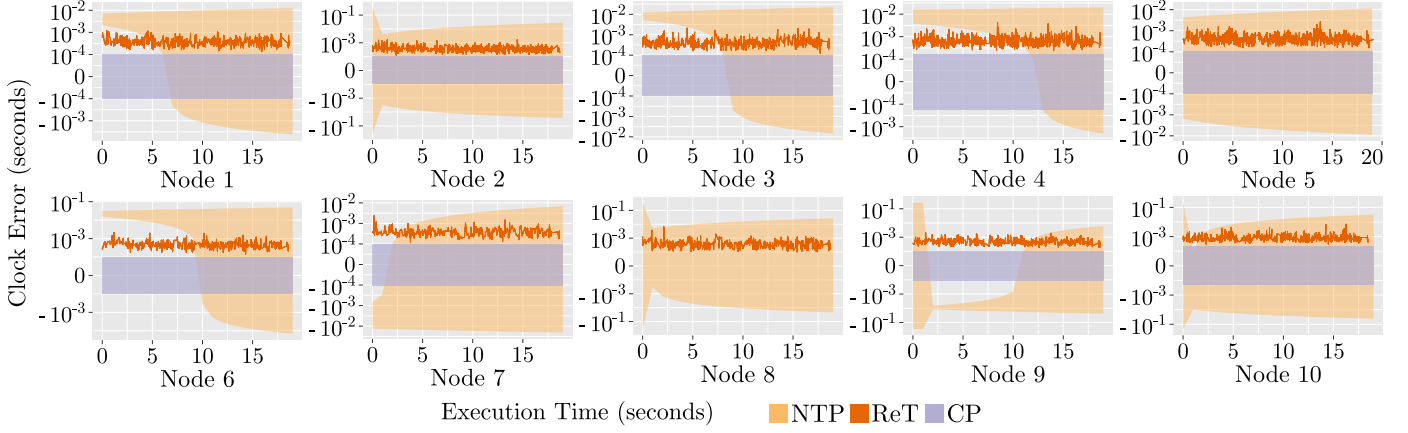 Clock Error (seconds)
10⁻²
10⁻³
10⁻⁴
0
- 10⁻⁴
- 10⁻³
0 5 10 15
Node 1
10⁻¹
10⁻³
0
- 10⁻³
- 10⁻¹
0 5 10 15
Node 2
10⁻²
10⁻³
10⁻⁴
0
- 10⁻⁴
- 10⁻³
- 10⁻²
0 5 10 15
Node 3
10⁻²
10⁻³
10⁻⁴
0
- 10⁻⁴
- 10⁻³
0 5 10 15
Node 4
10⁻²
10⁻³
10⁻⁴
0
- 10⁻⁴
- 10⁻³
- 10⁻²
0 5 10 15 20
Node 5
10⁻¹
10⁻³
0
- 10⁻³
0 5 10 15
Node 6
10⁻²
10⁻³
10⁻⁴
0
- 10⁻⁴
- 10⁻³
- 10⁻²
0 5 10 15
Node 7
10⁻¹
10⁻³
0
- 10⁻³
- 10⁻¹
0 5 10 15
Node 8
10⁻¹
10⁻³
0
- 10⁻³
- 10⁻¹
0 5 10 15
Node 9
10⁻¹
10⁻³
0
- 10⁻³
- 10⁻¹
0 5 10 15
Node 10
Execution Time (seconds)
NTP ReT CP